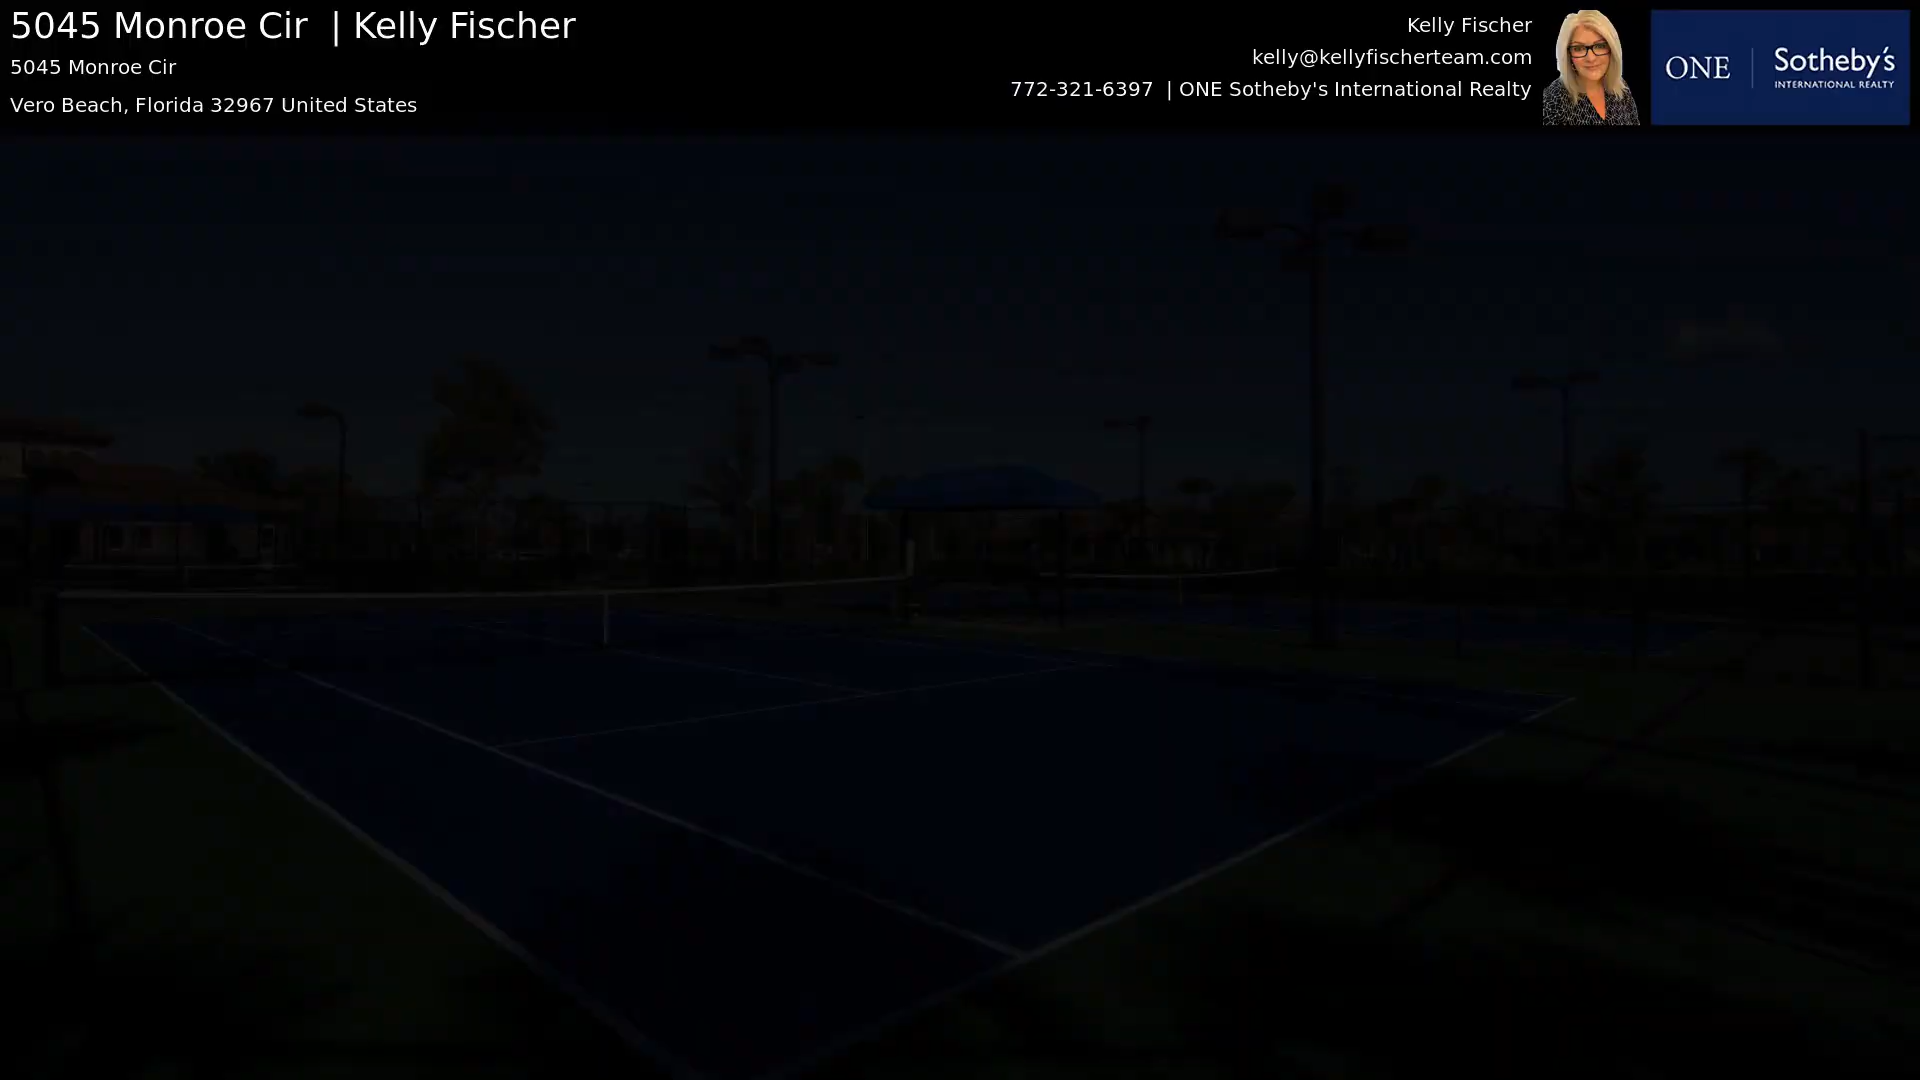 5045 Monroe Cir | Kelly Fischer
5045 Monroe Cir
Vero Beach, Florida 32967 United States
Kelly Fischer
kelly@kellyfischerteam.com
772-321-6397 | ONE Sotheby's International Realty
ONE | Sotheby's
INTERNATIONAL REALTY